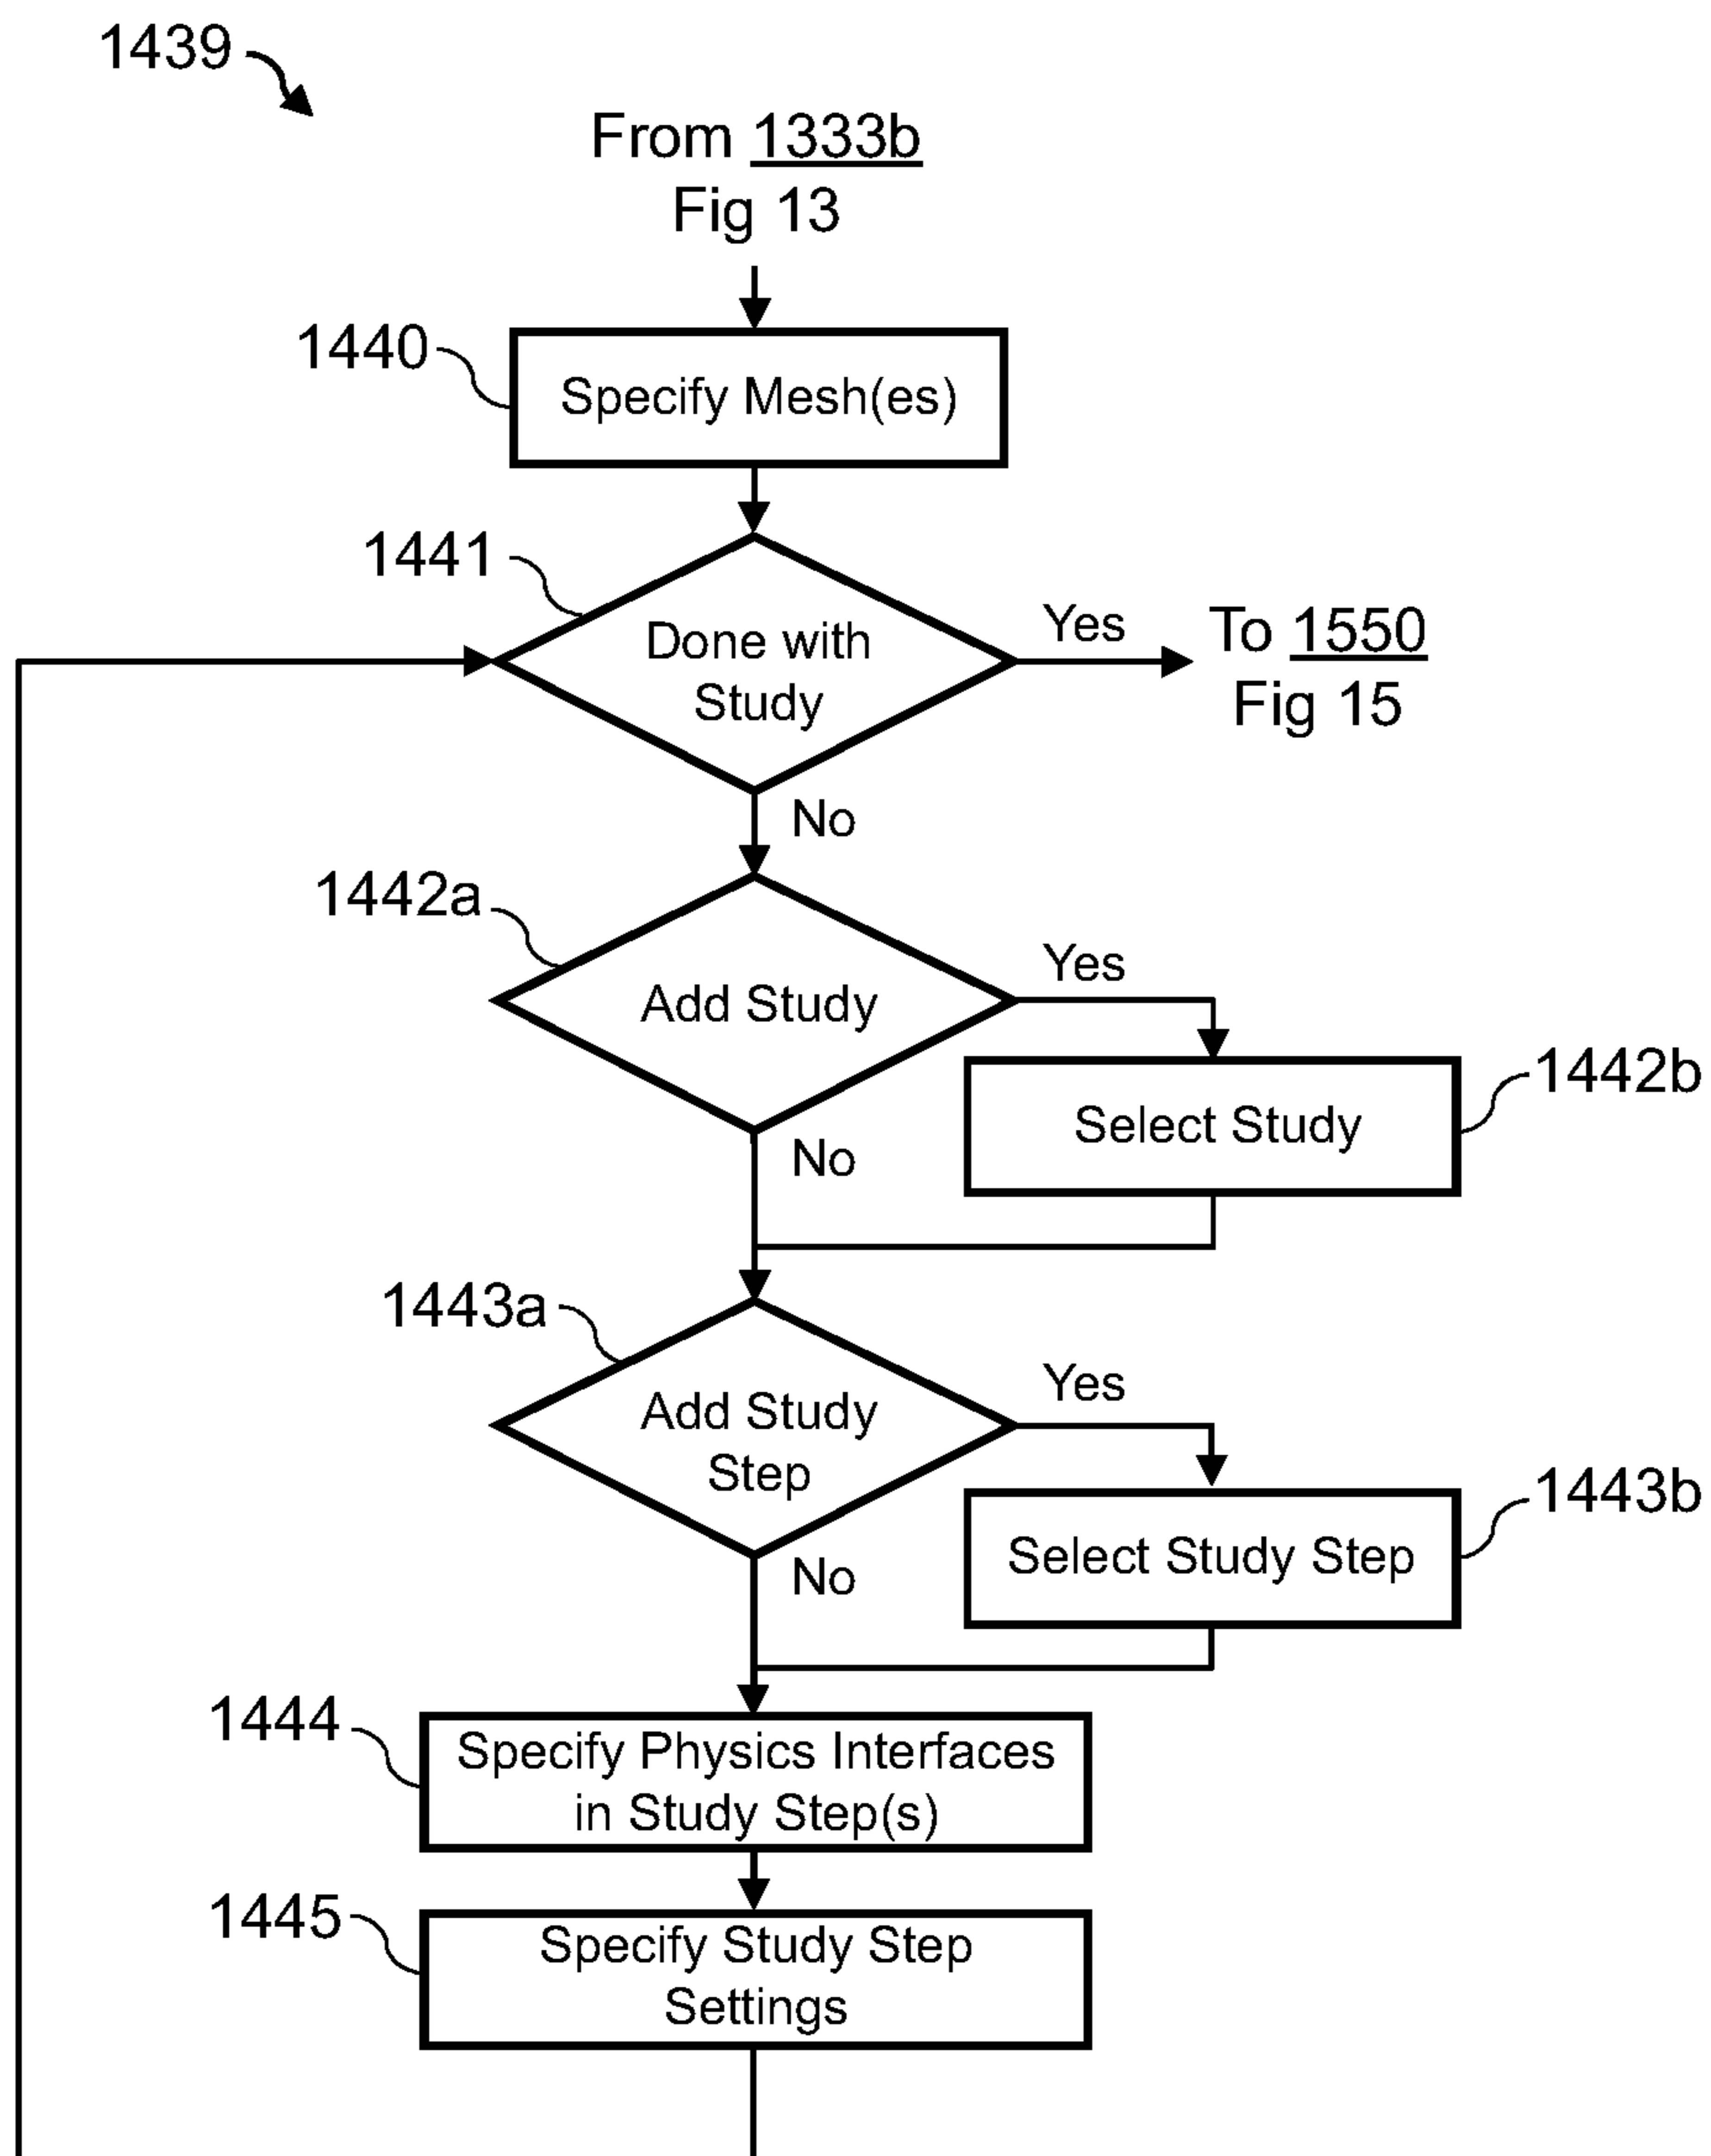 1439
From 1333b
Fig 13
1440
Specify Mesh(es)
1441
Done with
Study
Yes
To 1550
Fig 15
No
1442a
Add Study
Yes
1442b
Select Study
No
1443a
Add Study
Step
Yes
1443b
Select Study Step
No
1444
Specify Physics Interfaces
in Study Step(s)
1445
Specify Study Step
Settings